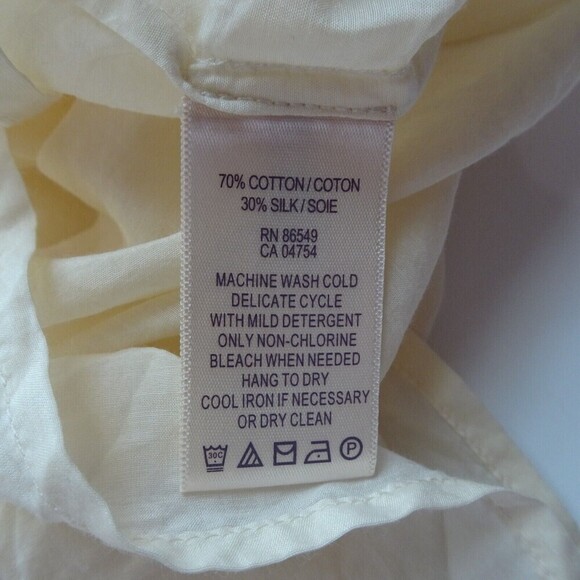 70% COTTON/COTON
30% SILK/SOIE
RN 86549
CA 04754
MACHINE WASH COLD
DELICATE CYCLE
WITH MILD DETERGENT
ONLY NON-CHLORINE
BLEACH WHEN NEEDED
HANG TO DRY
COOL IRON IF NECESSARY
OR DRY CLEAN
30C P